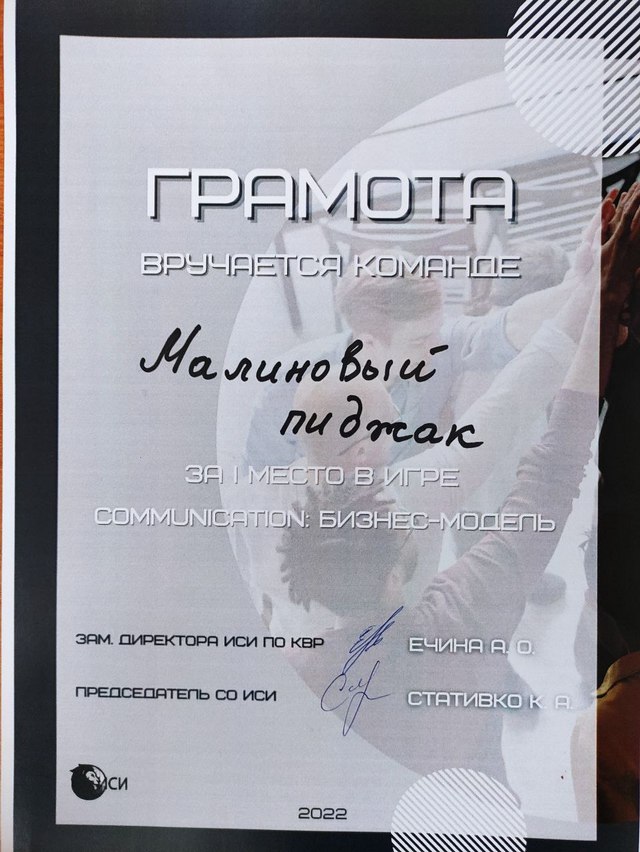 ГРАМОТА
ВРУЧАЕТСЯ КОМАНДЕ
Малиновый
пиджак
ЗА I МЕСТО В ИГРЕ
COMMUNICATION: БИЗНЕС-МОДЕЛЬ
ЗАМ. ДИРЕКТОРА ИСИ ПО КВР ЕЧИНА А. О.
ПРЕДСЕДАТЕЛЬ СО ИСИ СТАТИВКО К. А.
ИСИ
2022